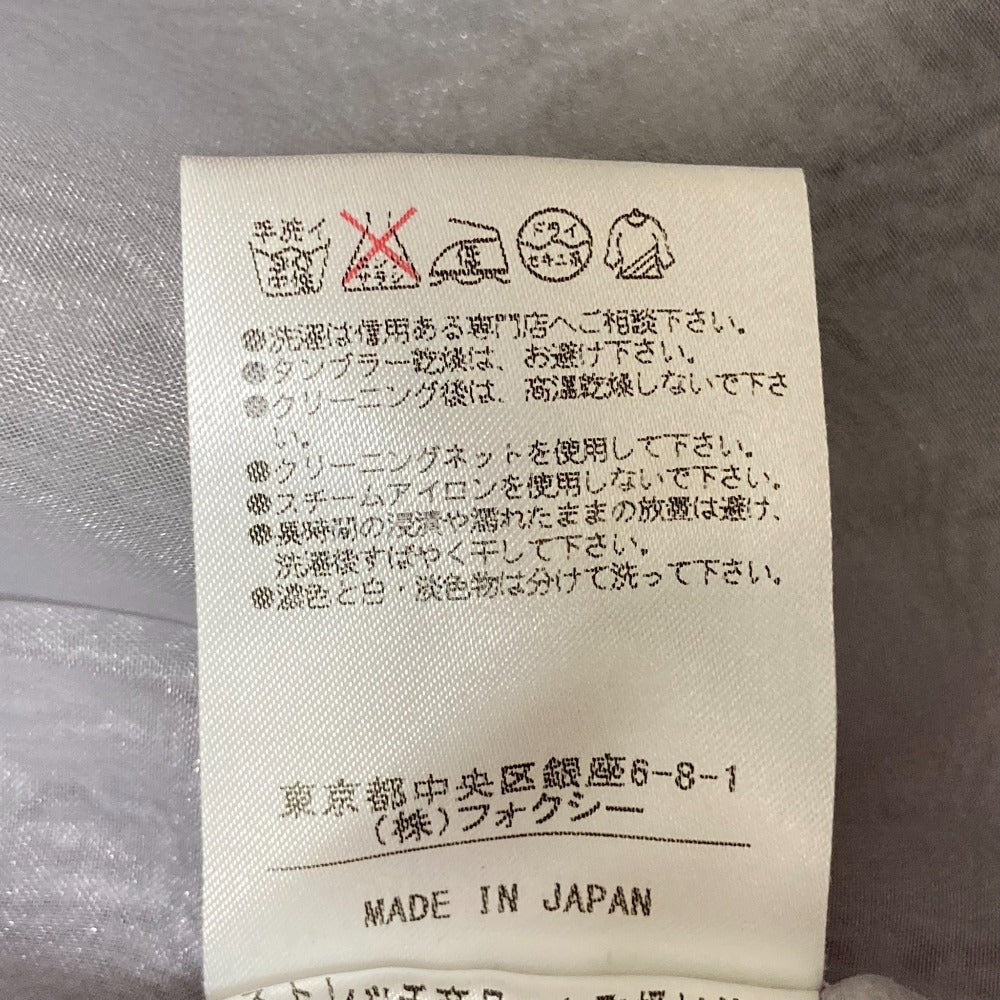 手洗イ
中性
エンソ
サラシ
低
ドライ
セキユ系
●洗濯は信用ある専門店へご相談下さい。
●タンブラー乾燥は、お避け下さい。
●クリーニング後は、高温乾燥しないで下さ
い。
●クリーニングネットを使用して下さい。
●スチームアイロンを使用しないで下さい。
●長時間の浸漬や濡れたままの放置は避け、
洗濯後すばやく干して下さい。
●濃色と白・淡色物は分けて洗って下さい。
東京都中央区銀座6-8-1
(株)フォクシー
MADE IN JAPAN